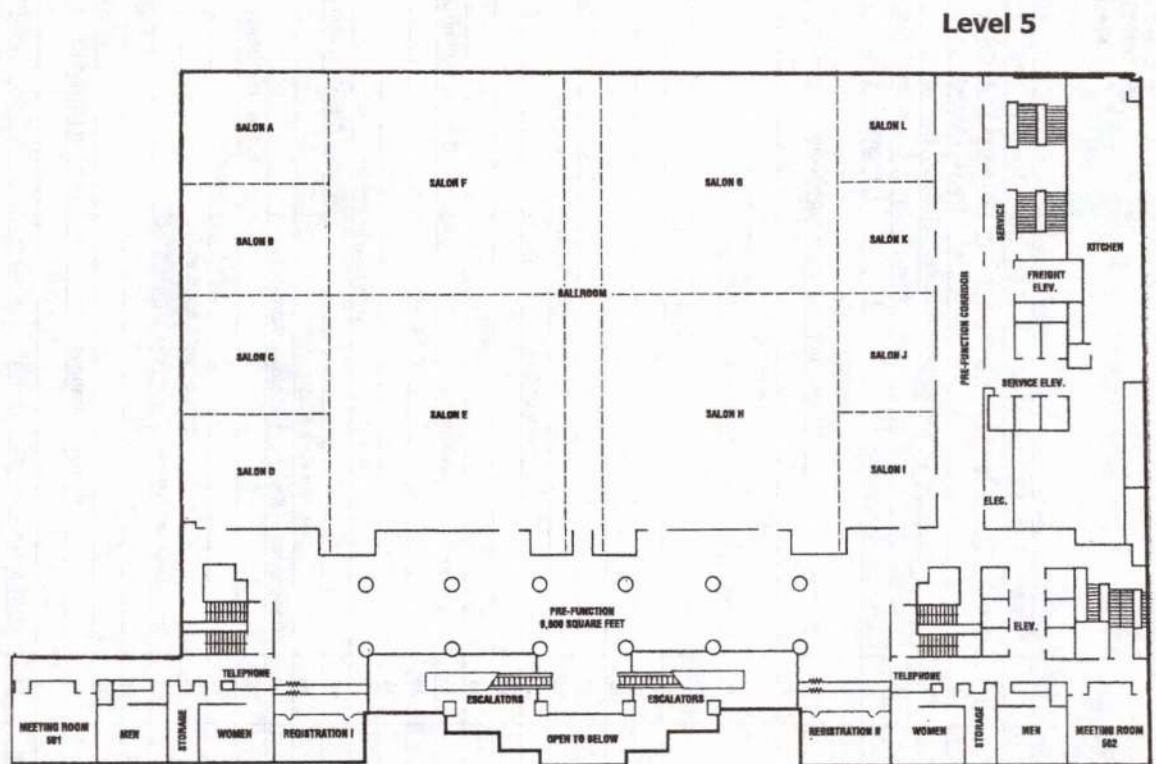 Level 5
SALON A
SALON L
SALON F
SALON G
SERVICE
SALON B
SALON K
KITCHEN
FREIGHT
ELEV.
BALLROOM
PRE-FUNCTION CORRIDOR
SALON C
SALON J
SERVICE ELEV.
SALON E
SALON H
SALON D
SALON I
ELEC.
PRE-FUNCTION
SQUARE FEET
ELEV.
TELEPHONE
TELEPHONE
ESCALATORS
ESCALATORS
MEETING ROOM
501
MEN
STORAGE
WOMEN
REGISTRATION I
OPEN TO BELOW
REGISTRATION II
WOMEN
STORAGE
MEN
MEETING ROOM
502